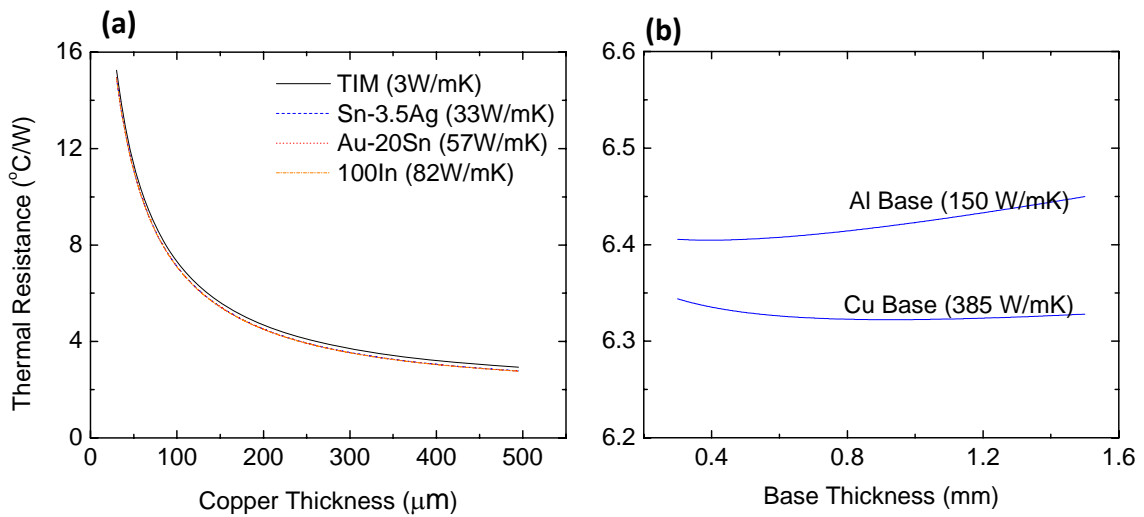 (a)
Thermal Resistance (°C/W)
16
12
8
4
0
TIM (3W/mK)
Sn-3.5Ag (33W/mK)
Au-20Sn (57W/mK)
100In (82W/mK)
0 100 200 300 400 500
Copper Thickness (μm)
(b)
6.6
6.5
6.4
6.3
6.2
Al Base (150 W/mK)
Cu Base (385 W/mK)
0.4 0.8 1.2 1.6
Base Thickness (mm)